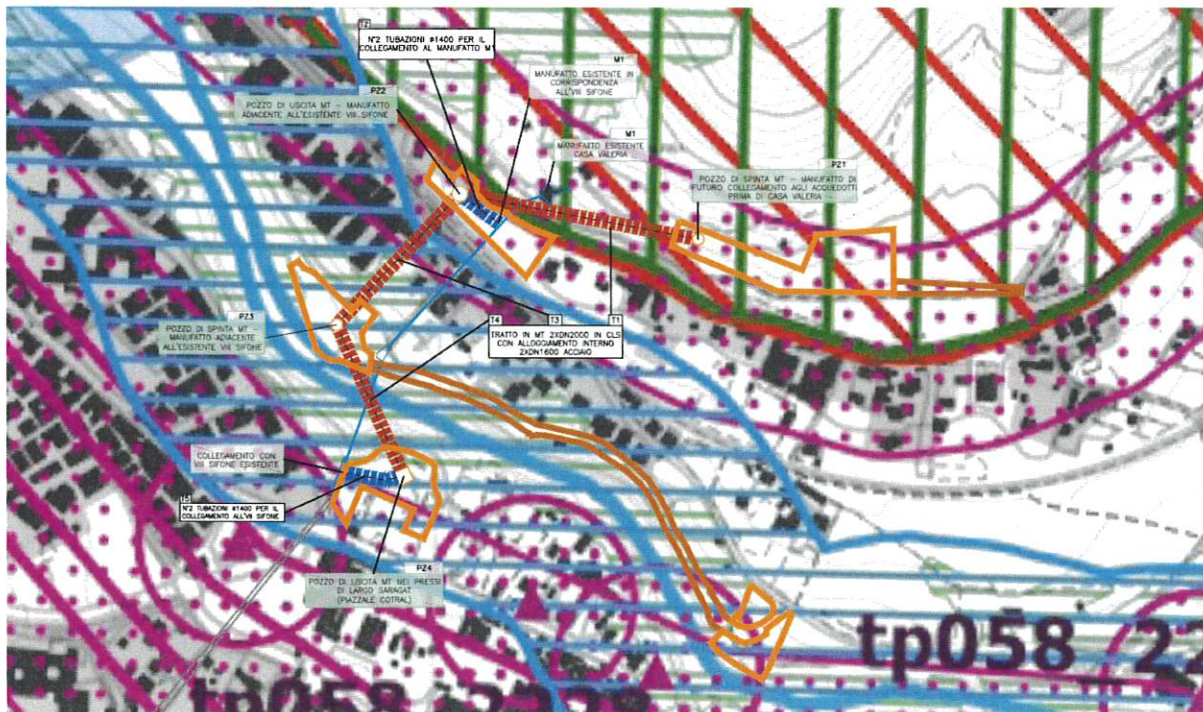 T2
N°2 TUBAZIONI ø1400 PER IL
COLLEGAMENTO AL MANUFATTO M1
M1
MANUFATTO ESISTENTE IN
CORRISPONDENZA
ALL'VIII SIFONE
PZ2
POZZO DI USCITA MT – MANUFATTO
ADIACENTE ALL'ESISTENTE VIII SIFONE
M1
MANUFATTO ESISTENTE
CASA VALERIA
PZ1
POZZO DI SPINTA MT – MANUFATTO DI
FUTURO COLLEGAMENTO AGLI ACQUEDOTTI
PRIMA DI CASA VALERIA
PZ3
POZZO DI SPINTA MT –
MANUFATTO ADIACENTE
ALL'ESISTENTE VIII SIFONE
T4 T3 T1
TRATTO IN MT 2XDN2000 IN CLS
CON ALLOGGIAMENTO INTERNO
2XDN1600 ACCIAIO
COLLEGAMENTO CON
VIII SIFONE ESISTENTE
T5
N°2 TUBAZIONI ø1400 PER IL
COLLEGAMENTO ALL'VIII SIFONE
PZ4
POZZO DI USCITA MT NEI PRESSI
DI LARGO SARAGAT
(PIAZZALE COTRAL)
tp058_22